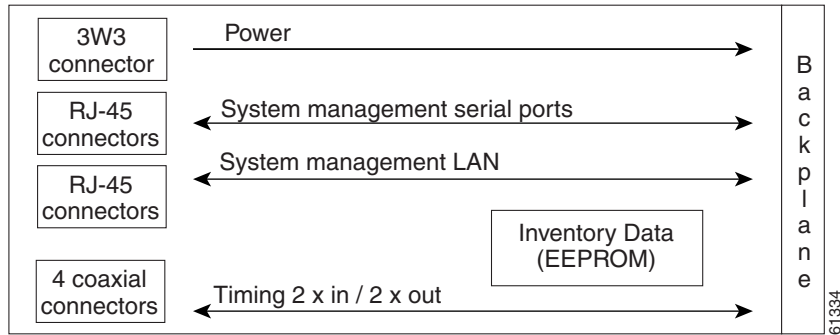 3W3
connector
Power
RJ-45
connectors
System management serial ports
RJ-45
connectors
System management LAN
Inventory Data
(EEPROM)
4 coaxial
connectors
Timing 2 x in / 2 x out
Backplane
61334